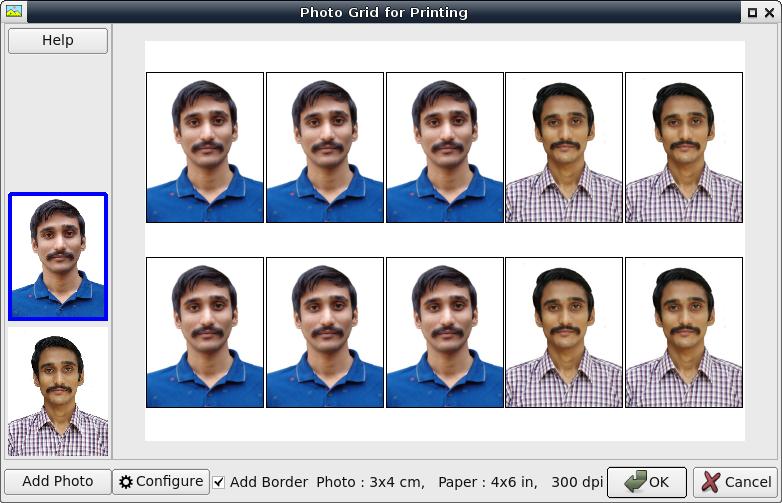 Photo Grid for Printing
Help
Add Photo
Configure
Add Border
Photo : 3x4 cm,
Paper : 4x6 in,
300 dpi
OK
Cancel